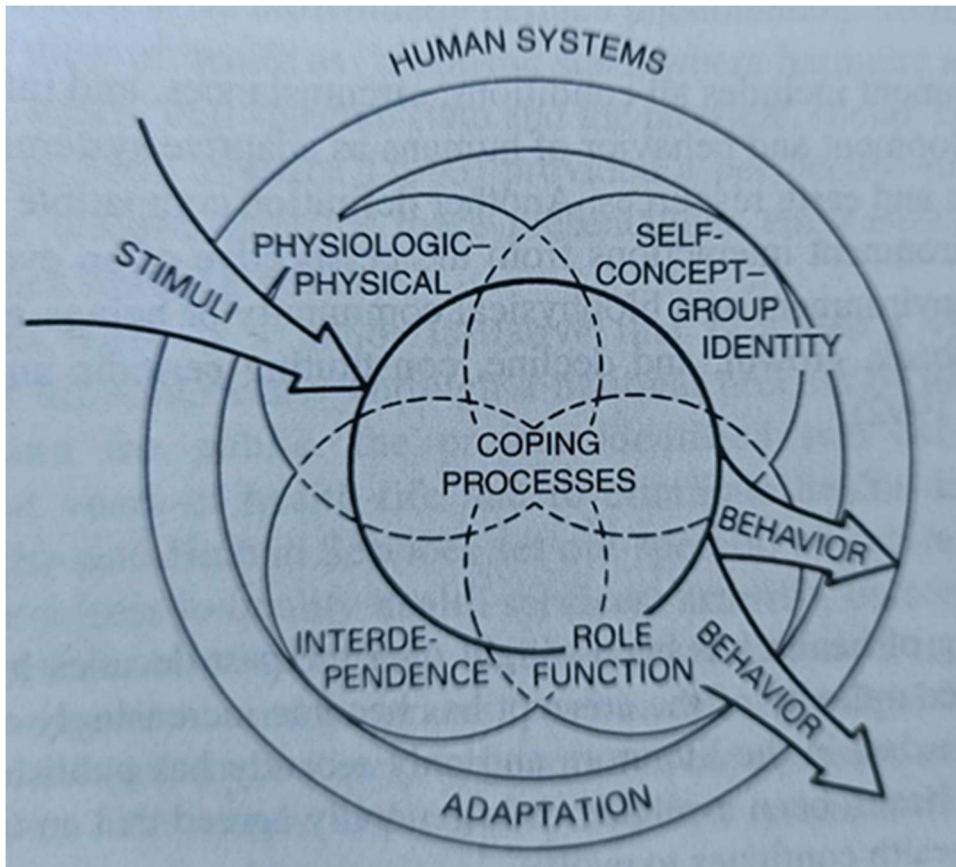 HUMAN SYSTEMS
PHYSIOLOGIC–
PHYSICAL
SELF-
CONCEPT–
GROUP
IDENTITY
STIMULI
COPING
PROCESSES
BEHAVIOR
INTERDE-
PENDENCE
ROLE
FUNCTION
BEHAVIOR
ADAPTATION